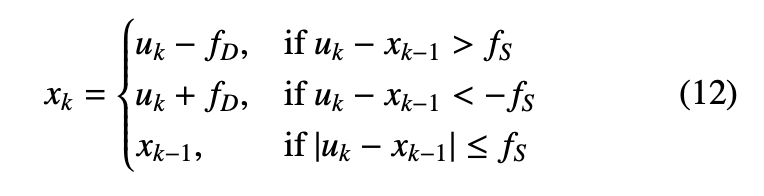 x_k = { u_k − f_D, if u_k − x_{k−1} > f_S
u_k + f_D, if u_k − x_{k−1} < −f_S
x_{k−1}, if |u_k − x_{k−1}| ≤ f_S
(12)